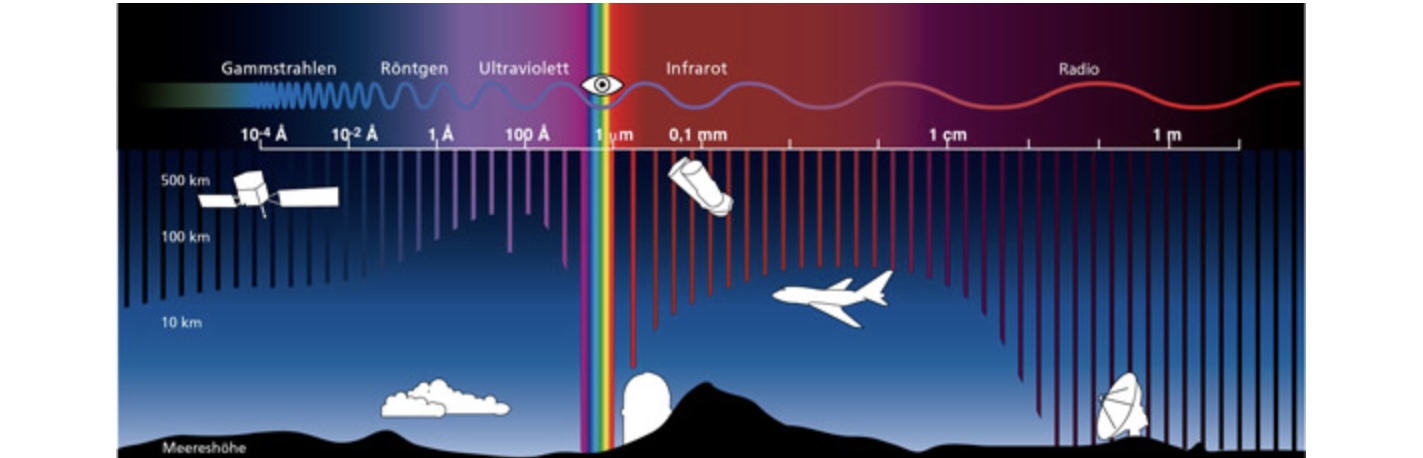 Gammstrahlen Röntgen Ultraviolett Infrarot Radio
10-4 Å 10-2 Å 1 Å 100 Å 1 µm 0,1 mm 1 cm 1 m
500 km
100 km
10 km
Meereshöhe